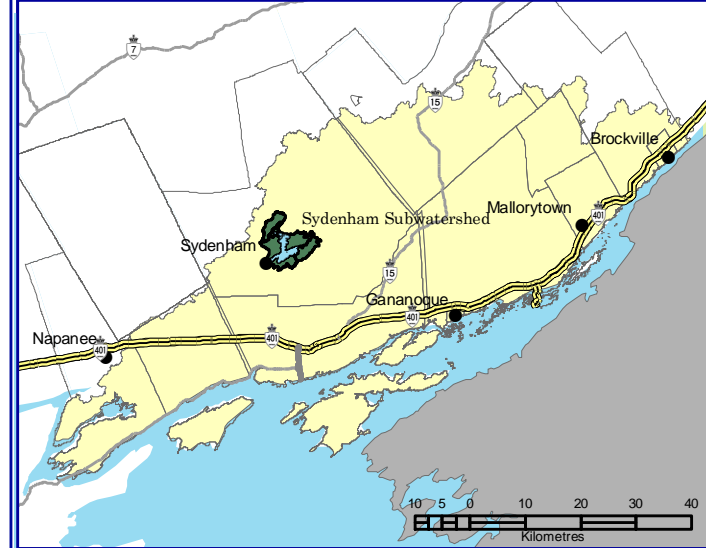 7
15
Brockville
Mallorytown
401
Sydenham Subwatershed
Sydenham
15
Gananoque
401
401
Napanee
401
10 5 0 10 20 30 40
Kilometres